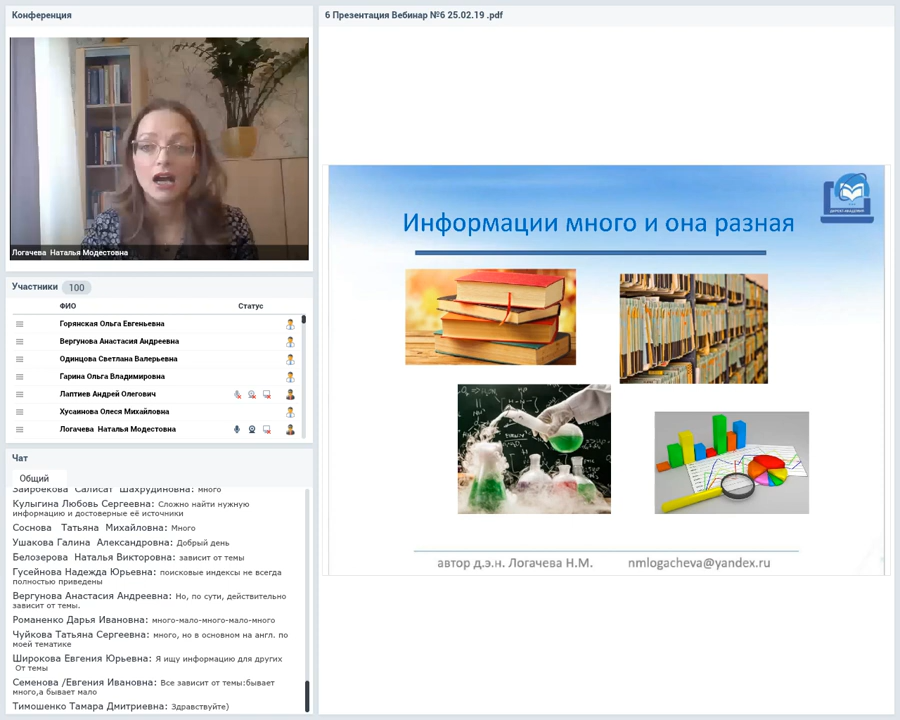 Конференция
Логачева Наталья Модестовна
Участники 100
ФИО Статус
Горянская Ольга Евгеньевна
Вергунова Анастасия Андреевна
Одинцова Светлана Валерьевна
Гарина Ольга Владимировна
Лаптиев Андрей Олегович
Хусаинова Олеся Михайловна
Логачева Наталья Модестовна
Чат
Общий
Заирбекова Салисат Шахрудиновна: много
Кулыгина Любовь Сергеевна: Сложно найти нужную
информацию и достоверные её источники
Соснова Татьяна Михайловна: Много
Ушакова Галина Александровна: Добрый день
Белозерова Наталья Викторовна: зависит от темы
Гусейнова Надежда Юрьевна: поисковые индексы не всегда
полностью приведены
Вергунова Анастасия Андреевна: Но, по сути, действительно
зависит от темы.
Романенко Дарья Ивановна: много-мало-много-мало-много
Чуйкова Татьяна Сергеевна: много, но в основном на англ. по
моей тематике
Широкова Евгения Юрьевна: Я ищу информацию для других
От темы
Семенова /Евгения Ивановна: Все зависит от темы:бывает
много,а бывает мало
Тимошенко Тамара Дмитриевна: Здравствуйте)
6 Презентация Вебинар №6 25.02.19 .pdf
Информации много и она разная
автор д.э.н. Логачева Н.М. nmlogacheva@yandex.ru